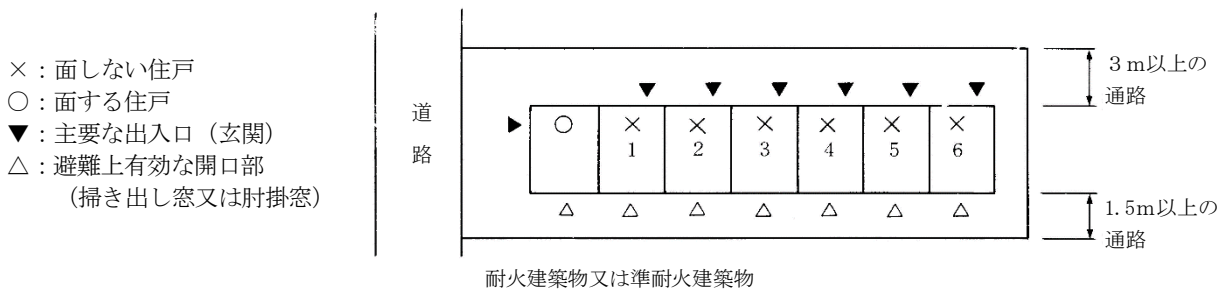 ×：面しない住戸
○：面する住戸
▼：主要な出入口（玄関）
△：避難上有効な開口部
（掃き出し窓又は肘掛窓）
道
路
○ × × × × × ×
1 2 3 4 5 6
3m以上の
通路
1.5m以上の
通路
耐火建築物又は準耐火建築物